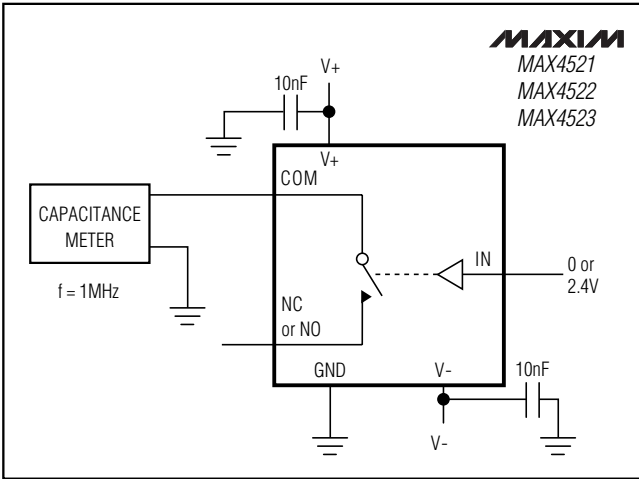 MAXIM
MAX4521
MAX4522
MAX4523
V+
10nF
V+
COM
CAPACITANCE
METER
f = 1MHz
IN
0 or
2.4V
NC
or NO
GND
V-
10nF
V-